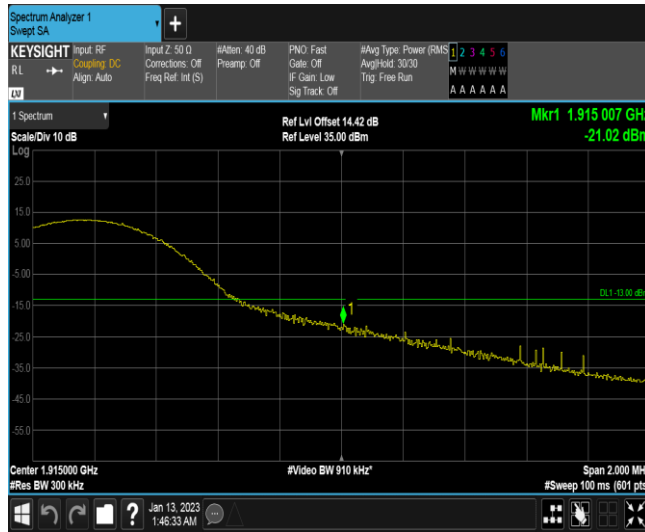 Spectrum Analyzer 1
Swept SA
+
KEYSIGHT
RL
LXI
Input: RF
Coupling: DC
Align: Auto
Input Z: 50 Ω
Corrections: Off
Freq Ref: Int (S)
#Atten: 40 dB
Preamp: Off
PNO: Fast
Gate: Off
IF Gain: Low
Sig Track: Off
#Avg Type: Power (RMS
Avg|Hold: 30/30
Trig: Free Run
1 2 3 4 5 6
M W W W W W
A A A A A A
1 Spectrum
Scale/Div 10 dB
Ref Lvl Offset 14.42 dB
Ref Level 35.00 dBm
Mkr1 1.915 007 GH
-21.02 dBm
Log
25.0
15.0
5.00
-5.00
-15.0
-25.0
-35.0
-45.0
-55.0
DL1 -13.00 dB
1
Center 1.915000 GHz
#Res BW 300 kHz
#Video BW 910 kHz*
Span 2.000 MH
#Sweep 100 ms (601 pts
?
Jan 13, 2023
1:46:33 AM